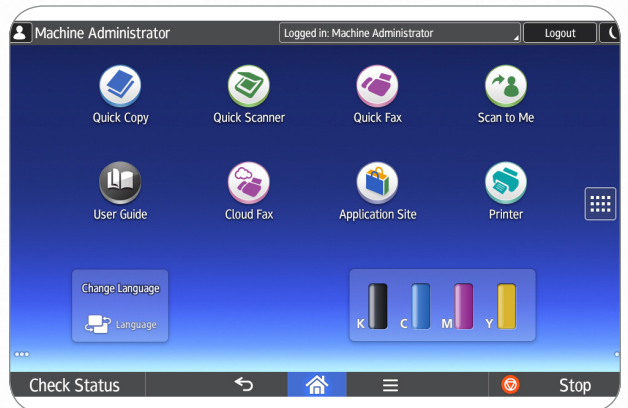 Machine Administrator
Logged in: Machine Administrator
Logout
Quick Copy
Quick Scanner
Quick Fax
Scan to Me
User Guide
Cloud Fax
Application Site
Printer
Change Language
Language
K C M Y
Check Status
Stop